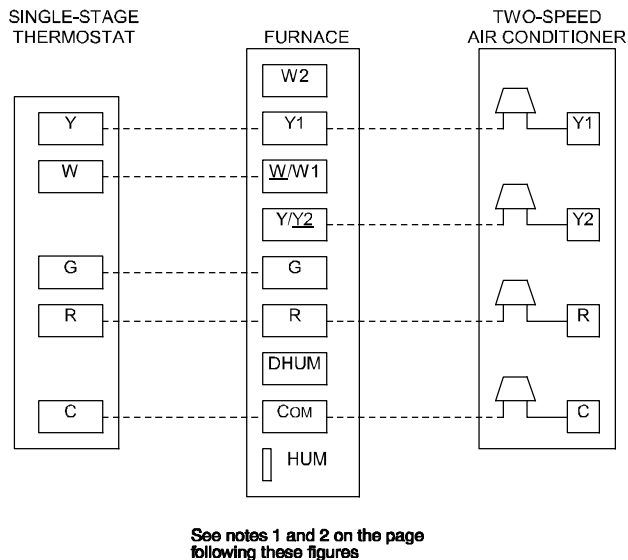 SINGLE-STAGE
THERMOSTAT
FURNACE
TWO-SPEED
AIR CONDITIONER
W2
Y
Y1
Y1
W
W/W1
Y/Y2
Y2
G
G
R
R
R
DHUM
C
COM
C
HUM
See notes 1 and 2 on the page
following these figures